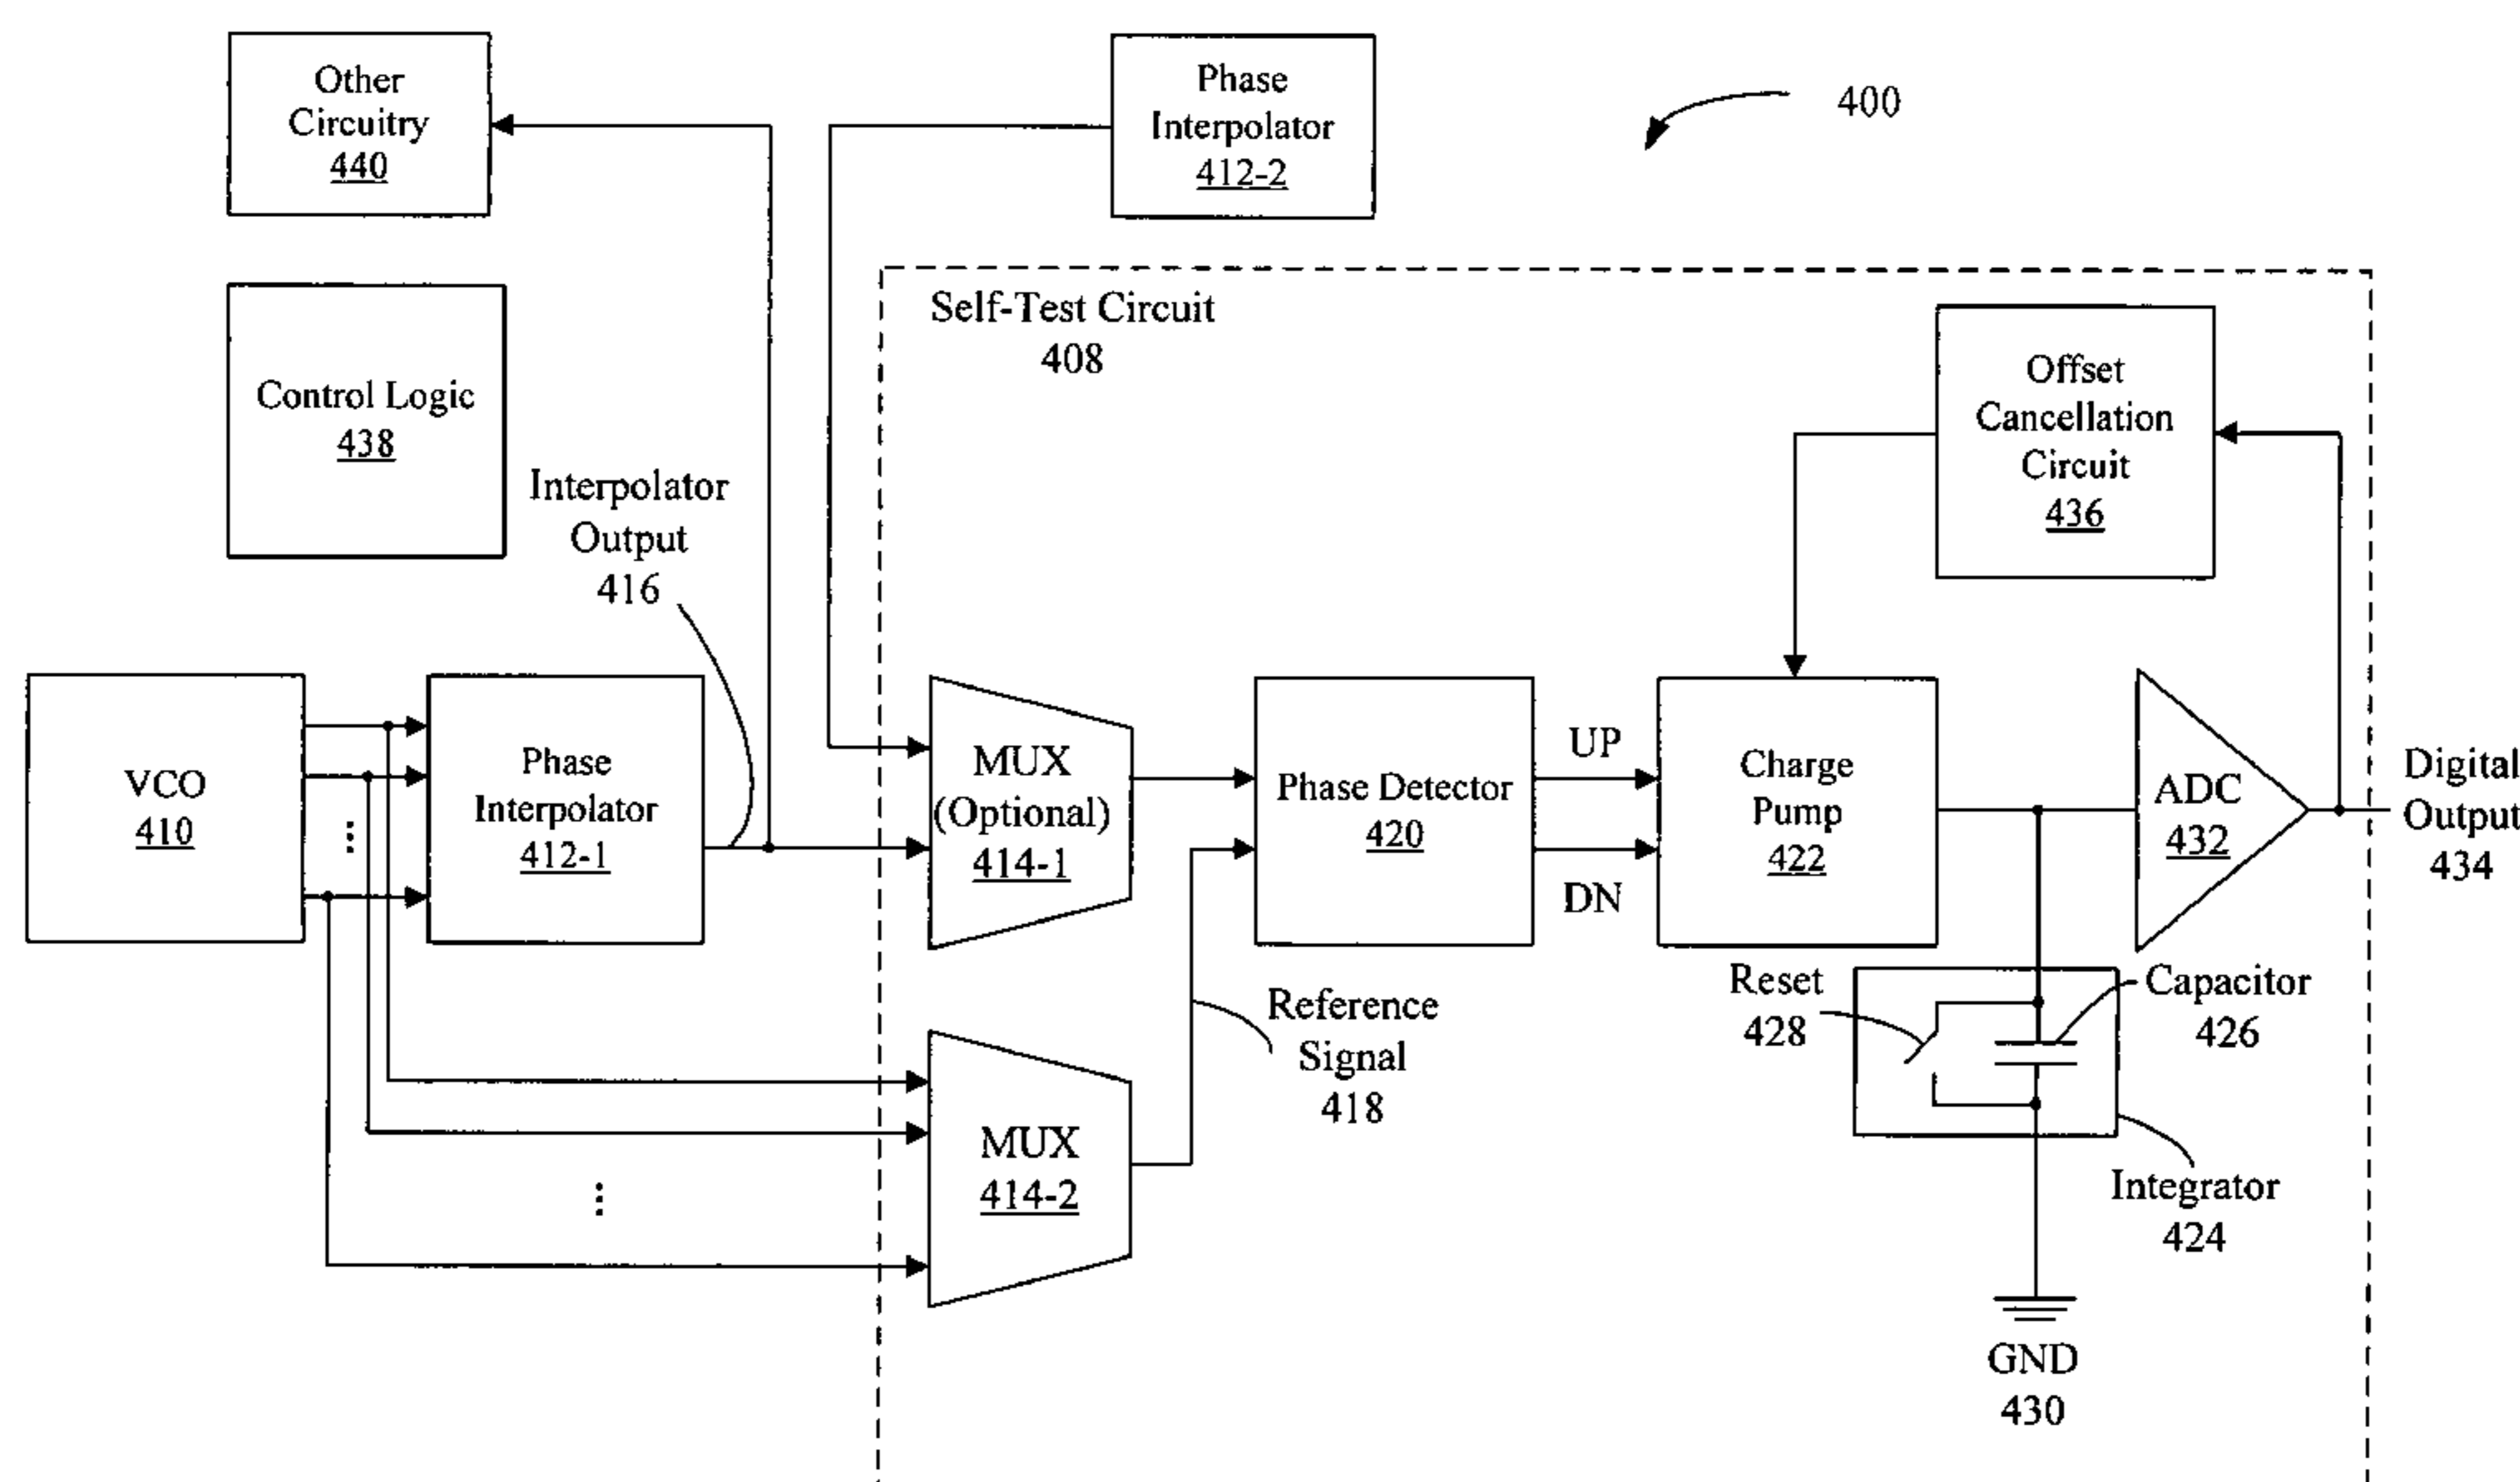 Other
Circuitry
440
Phase
Interpolator
412-2
400
Self-Test Circuit
408
Control Logic
438
Offset
Cancellation
Circuit
436
Interpolator
Output
416
VCO
410
Phase
Interpolator
412-1
MUX
(Optional)
414-1
Phase Detector
420
UP
DN
Charge
Pump
422
ADC
432
Digital
Output
434
Reference
Signal
418
Reset
428
Capacitor
426
MUX
414-2
Integrator
424
GND
430